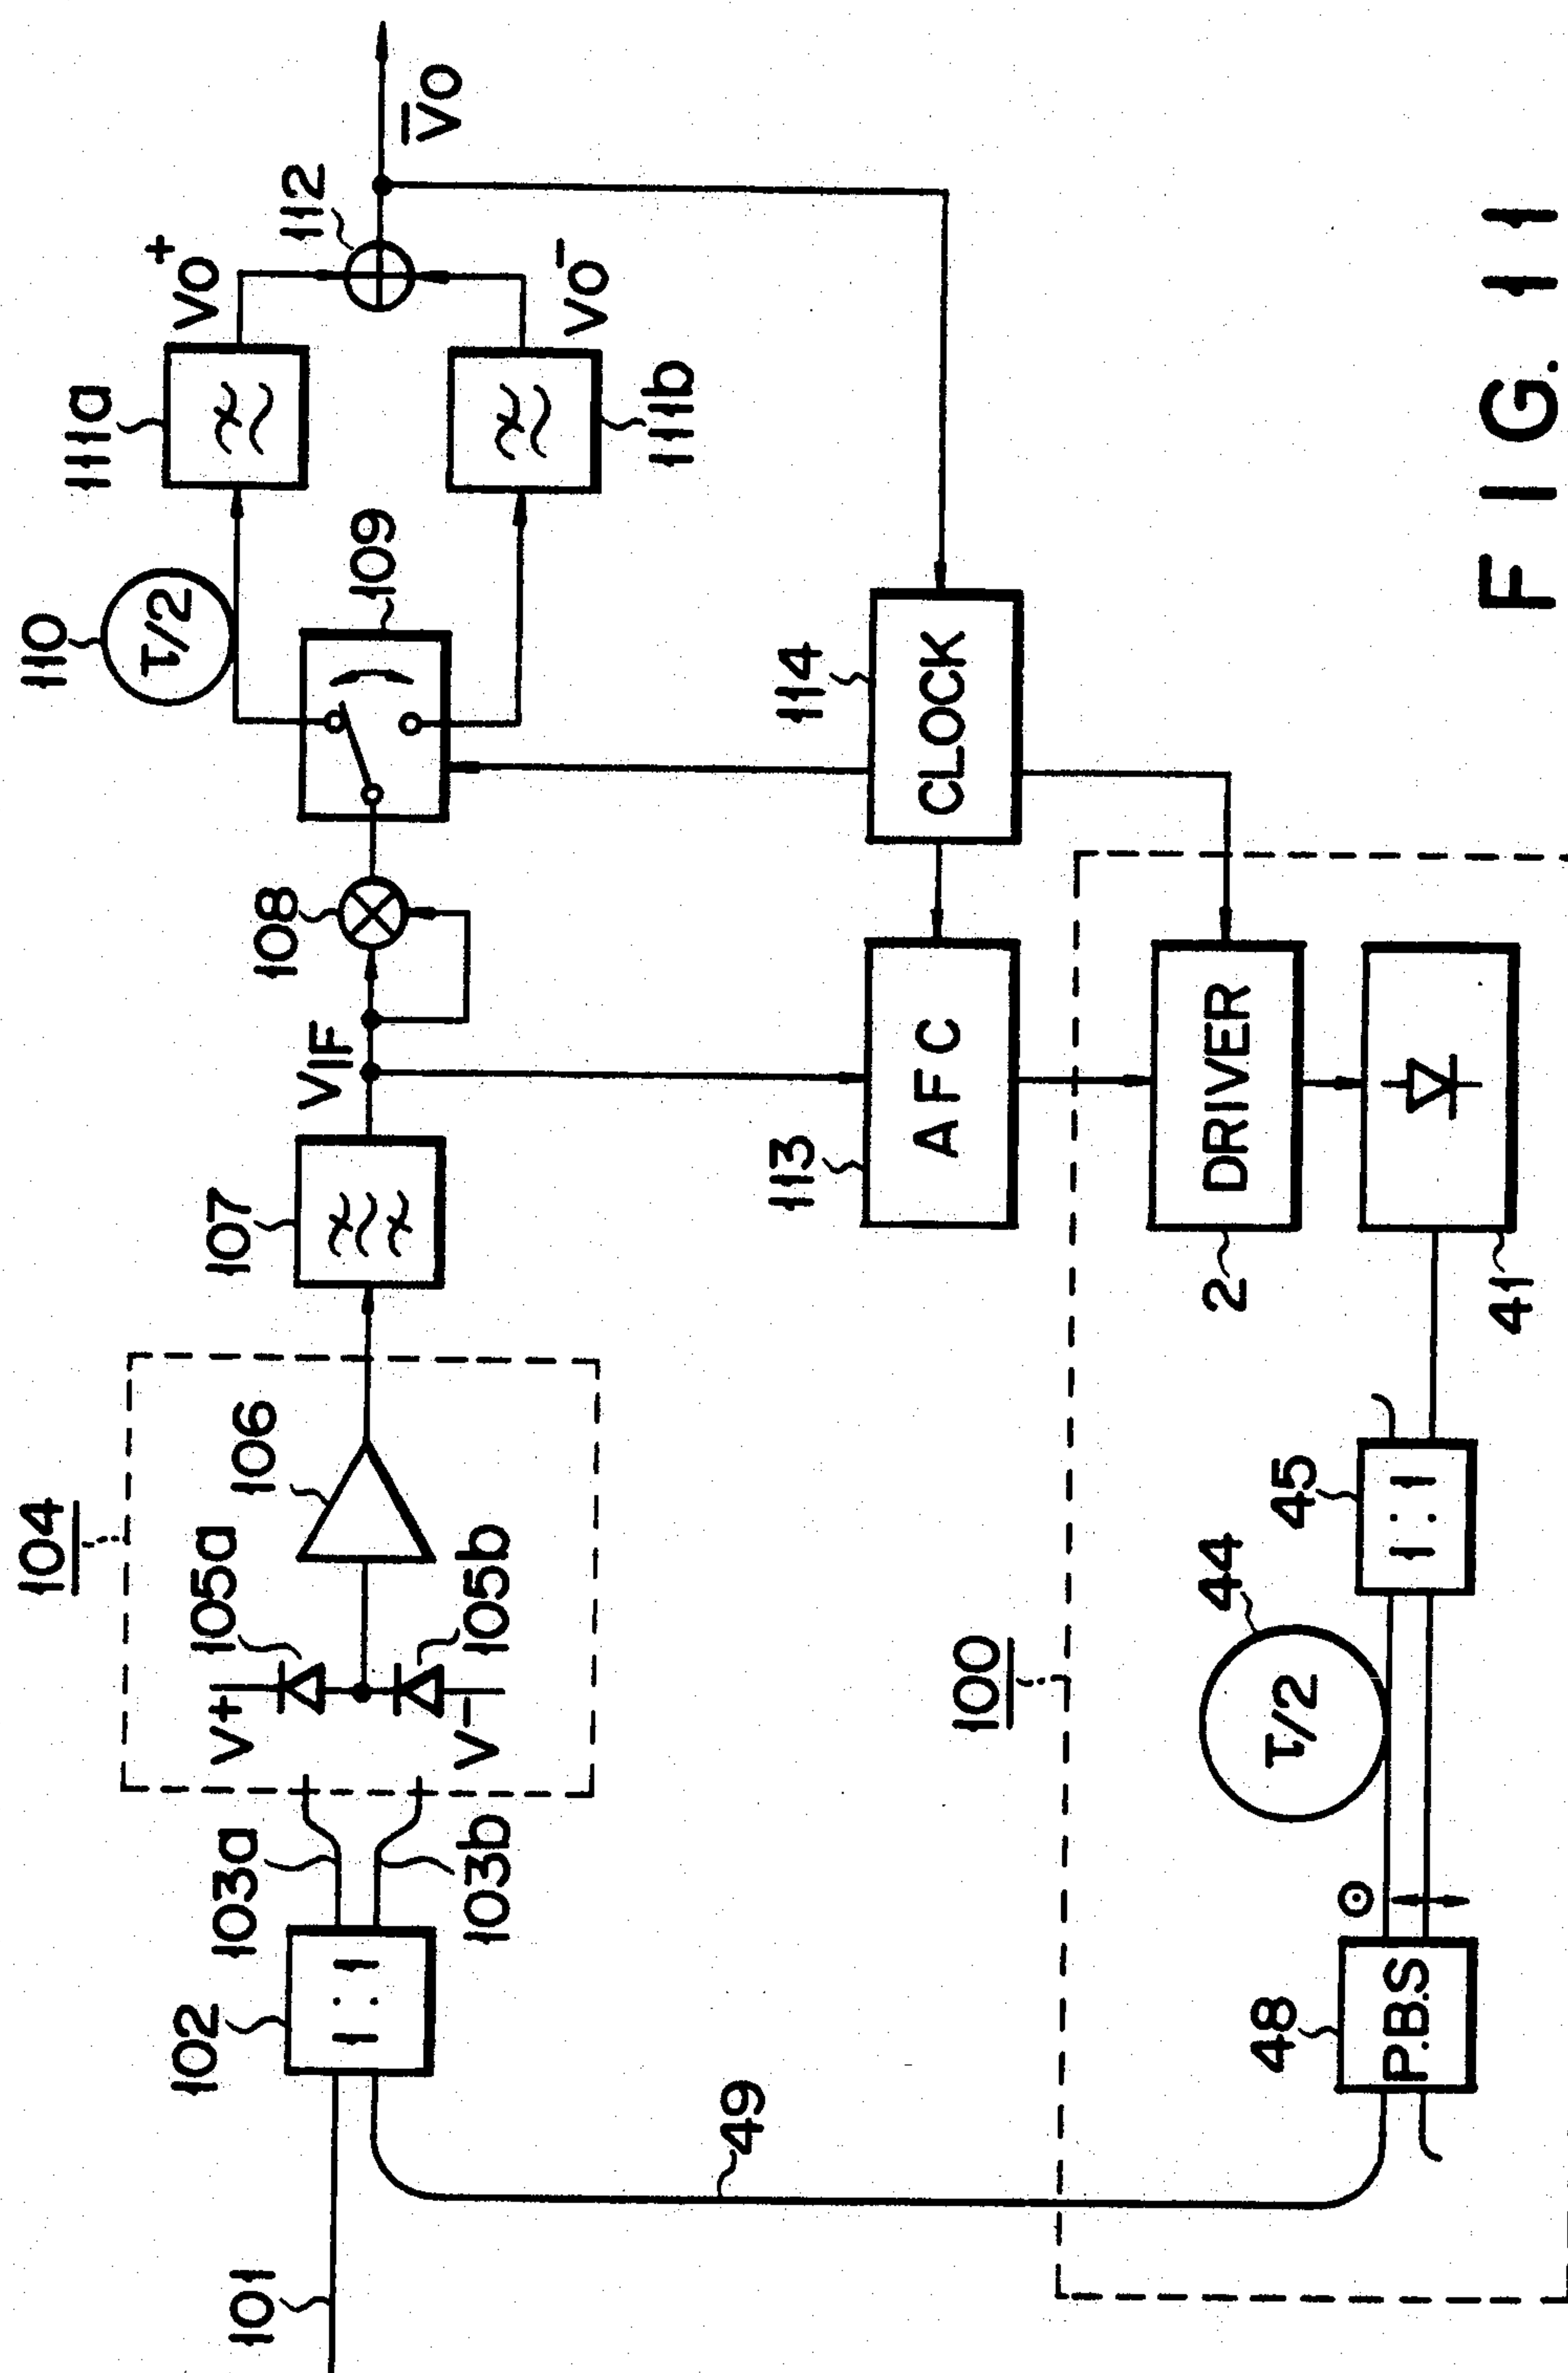 101
102
1 : 1
103a
103b
104
V+
V−
105a
105b
106
107
VIF
108
109
110
τ/2
111a
111b
Vo+
Vo−
112
V̅o
49
113
AFC
114
CLOCK
100
48
P.B.S
44
τ/2
45
1 : 1
2
DRIVER
41
FIG. 11